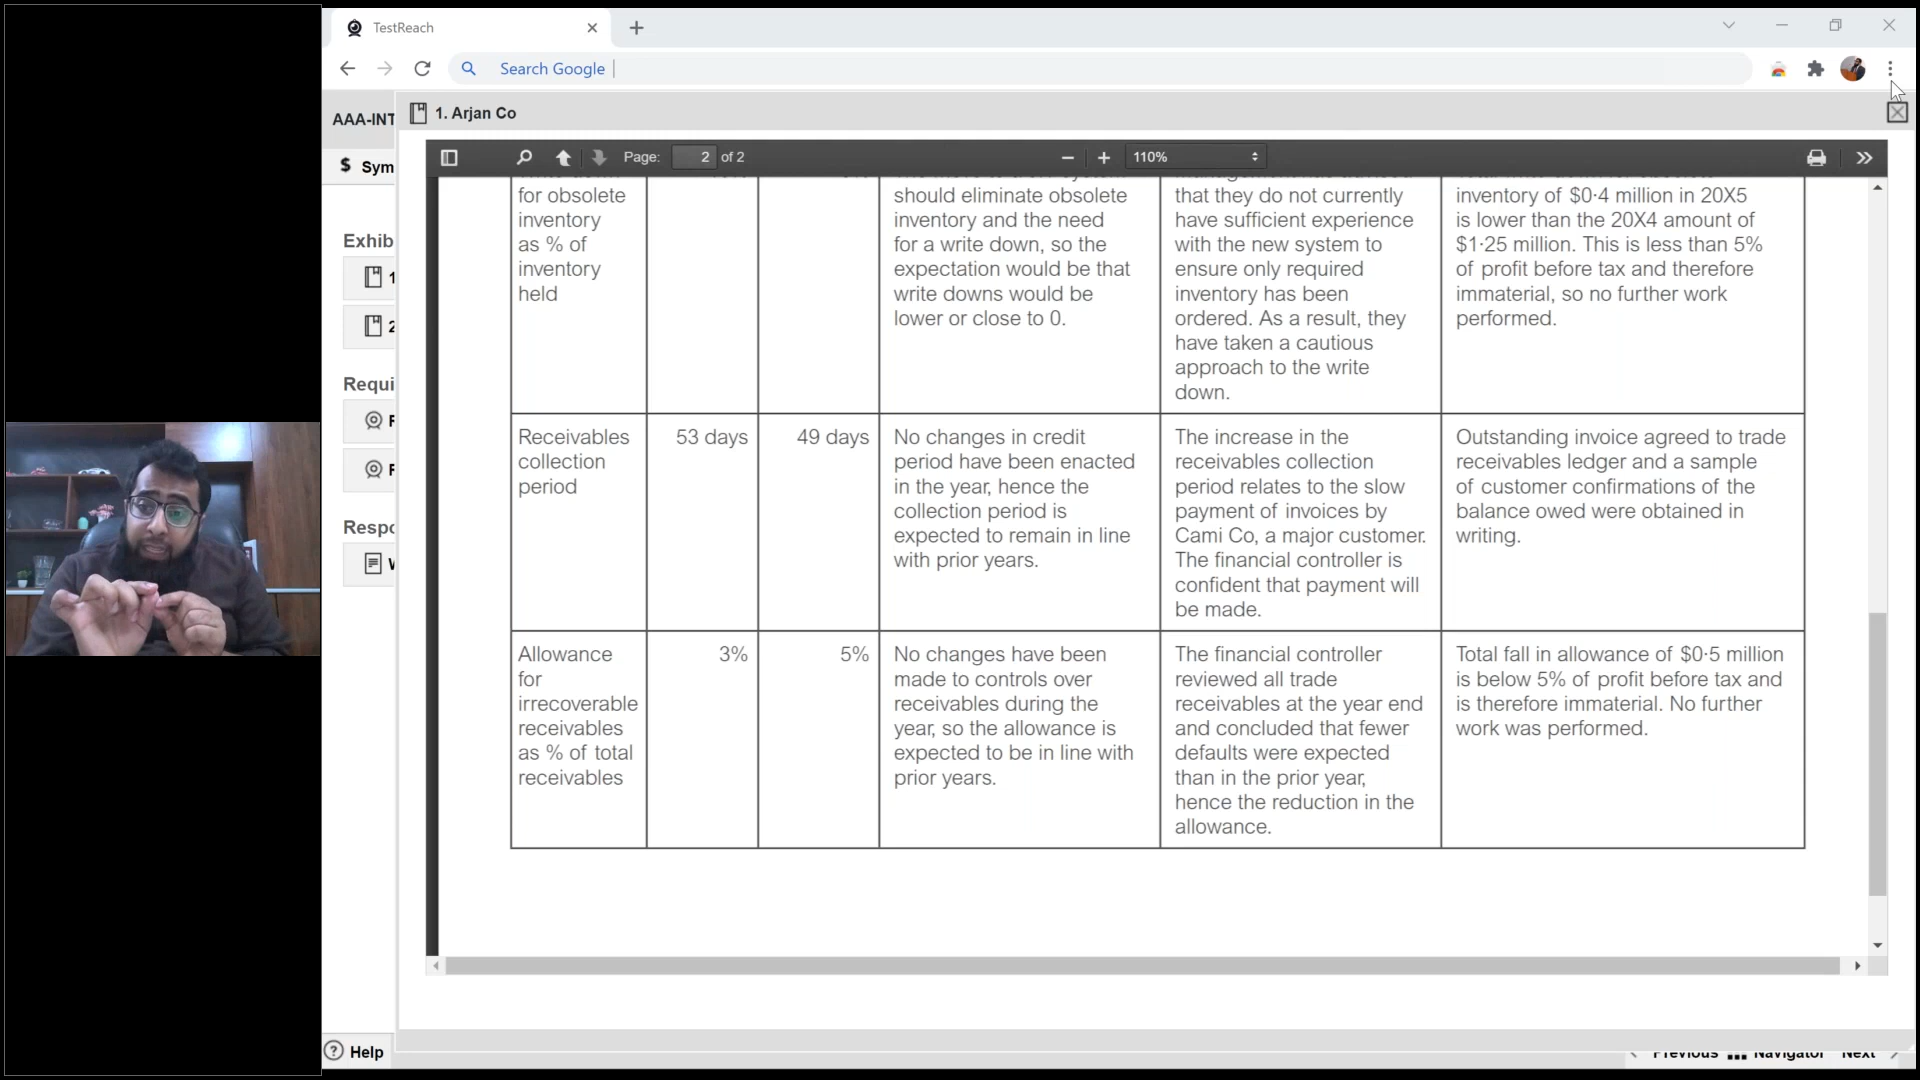 TestReach
Search Google
AAA-INT
1. Arjan Co
$ Sym
Page: 2 of 2
110%
Exhib
1
2
Requi
F
F
Respo
W
for obsolete
inventory
as % of
inventory
held
should eliminate obsolete
inventory and the need
for a write down, so the
expectation would be that
write downs would be
lower or close to 0.
that they do not currently
have sufficient experience
with the new system to
ensure only required
inventory has been
ordered. As a result, they
have taken a cautious
approach to the write
down.
inventory of $0·4 million in 20X5
is lower than the 20X4 amount of
$1·25 million. This is less than 5%
of profit before tax and therefore
immaterial, so no further work
performed.
Receivables
collection
period
53 days
49 days
No changes in credit
period have been enacted
in the year, hence the
collection period is
expected to remain in line
with prior years.
The increase in the
receivables collection
period relates to the slow
payment of invoices by
Cami Co, a major customer.
The financial controller is
confident that payment will
be made.
Outstanding invoice agreed to trade
receivables ledger and a sample
of customer confirmations of the
balance owed were obtained in
writing.
Allowance
for
irrecoverable
receivables
as % of total
receivables
3%
5%
No changes have been
made to controls over
receivables during the
year, so the allowance is
expected to be in line with
prior years.
The financial controller
reviewed all trade
receivables at the year end
and concluded that fewer
defaults were expected
than in the prior year,
hence the reduction in the
allowance.
Total fall in allowance of $0·5 million
is below 5% of profit before tax and
is therefore immaterial. No further
work was performed.
Help
Previous Navigator Next